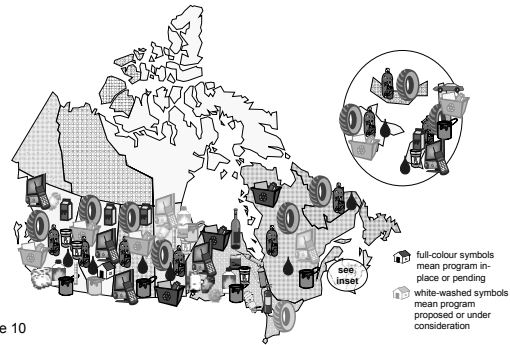 see
inset
full-colour symbols
mean program in-
place or pending
white-washed symbols
mean program
proposed or under
consideration
e 10